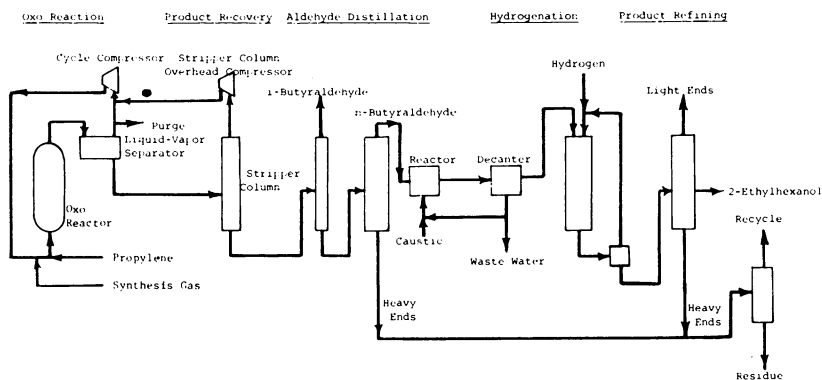 Oxo Reaction
Product Recovery
Aldehyde Distillation
Hydrogenation
Product Refining
Cycle Compressor
Stripper Column
Overhead Compressor
Hydrogen
i-Butyraldehyde
Light Ends
n-Butyraldehyde
Purge
Liquid-Vapor
Separator
Reactor
Decanter
Stripper
Column
2-Ethylhexanol
Oxo
Reactor
Recycle
Caustic
Propylene
Waste Water
Synthesis Gas
Heavy
Ends
Heavy
Ends
Residue